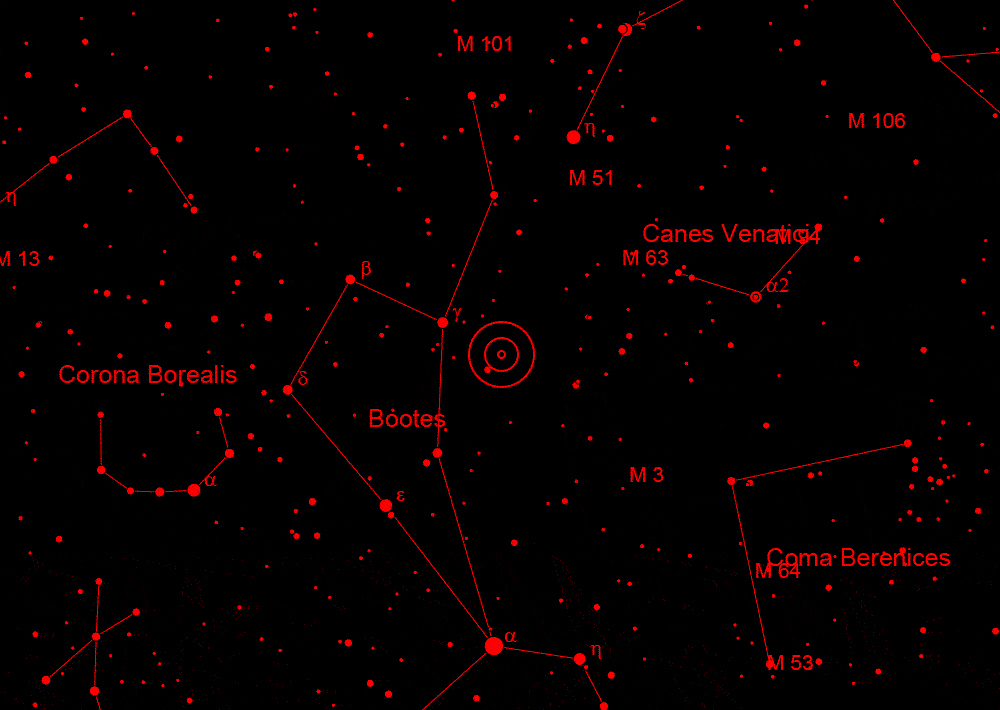 ζ
M 101
M 106
η
M 51
η
Canes Venatici
M 94
M 13
M 63
β
α2
γ
Corona Borealis
δ
Bootes
α
M 3
ε
Coma Berenices
M 64
α
η
M 53